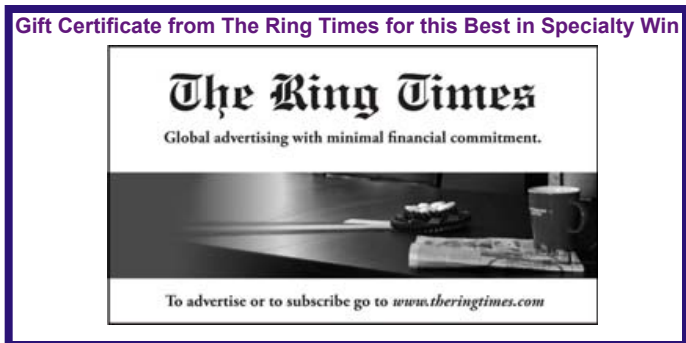 Gift Certificate from The Ring Times for this Best in Specialty Win
The Ring Times
Global advertising with minimal financial commitment.
To advertise or to subscribe go to www.theringtimes.com